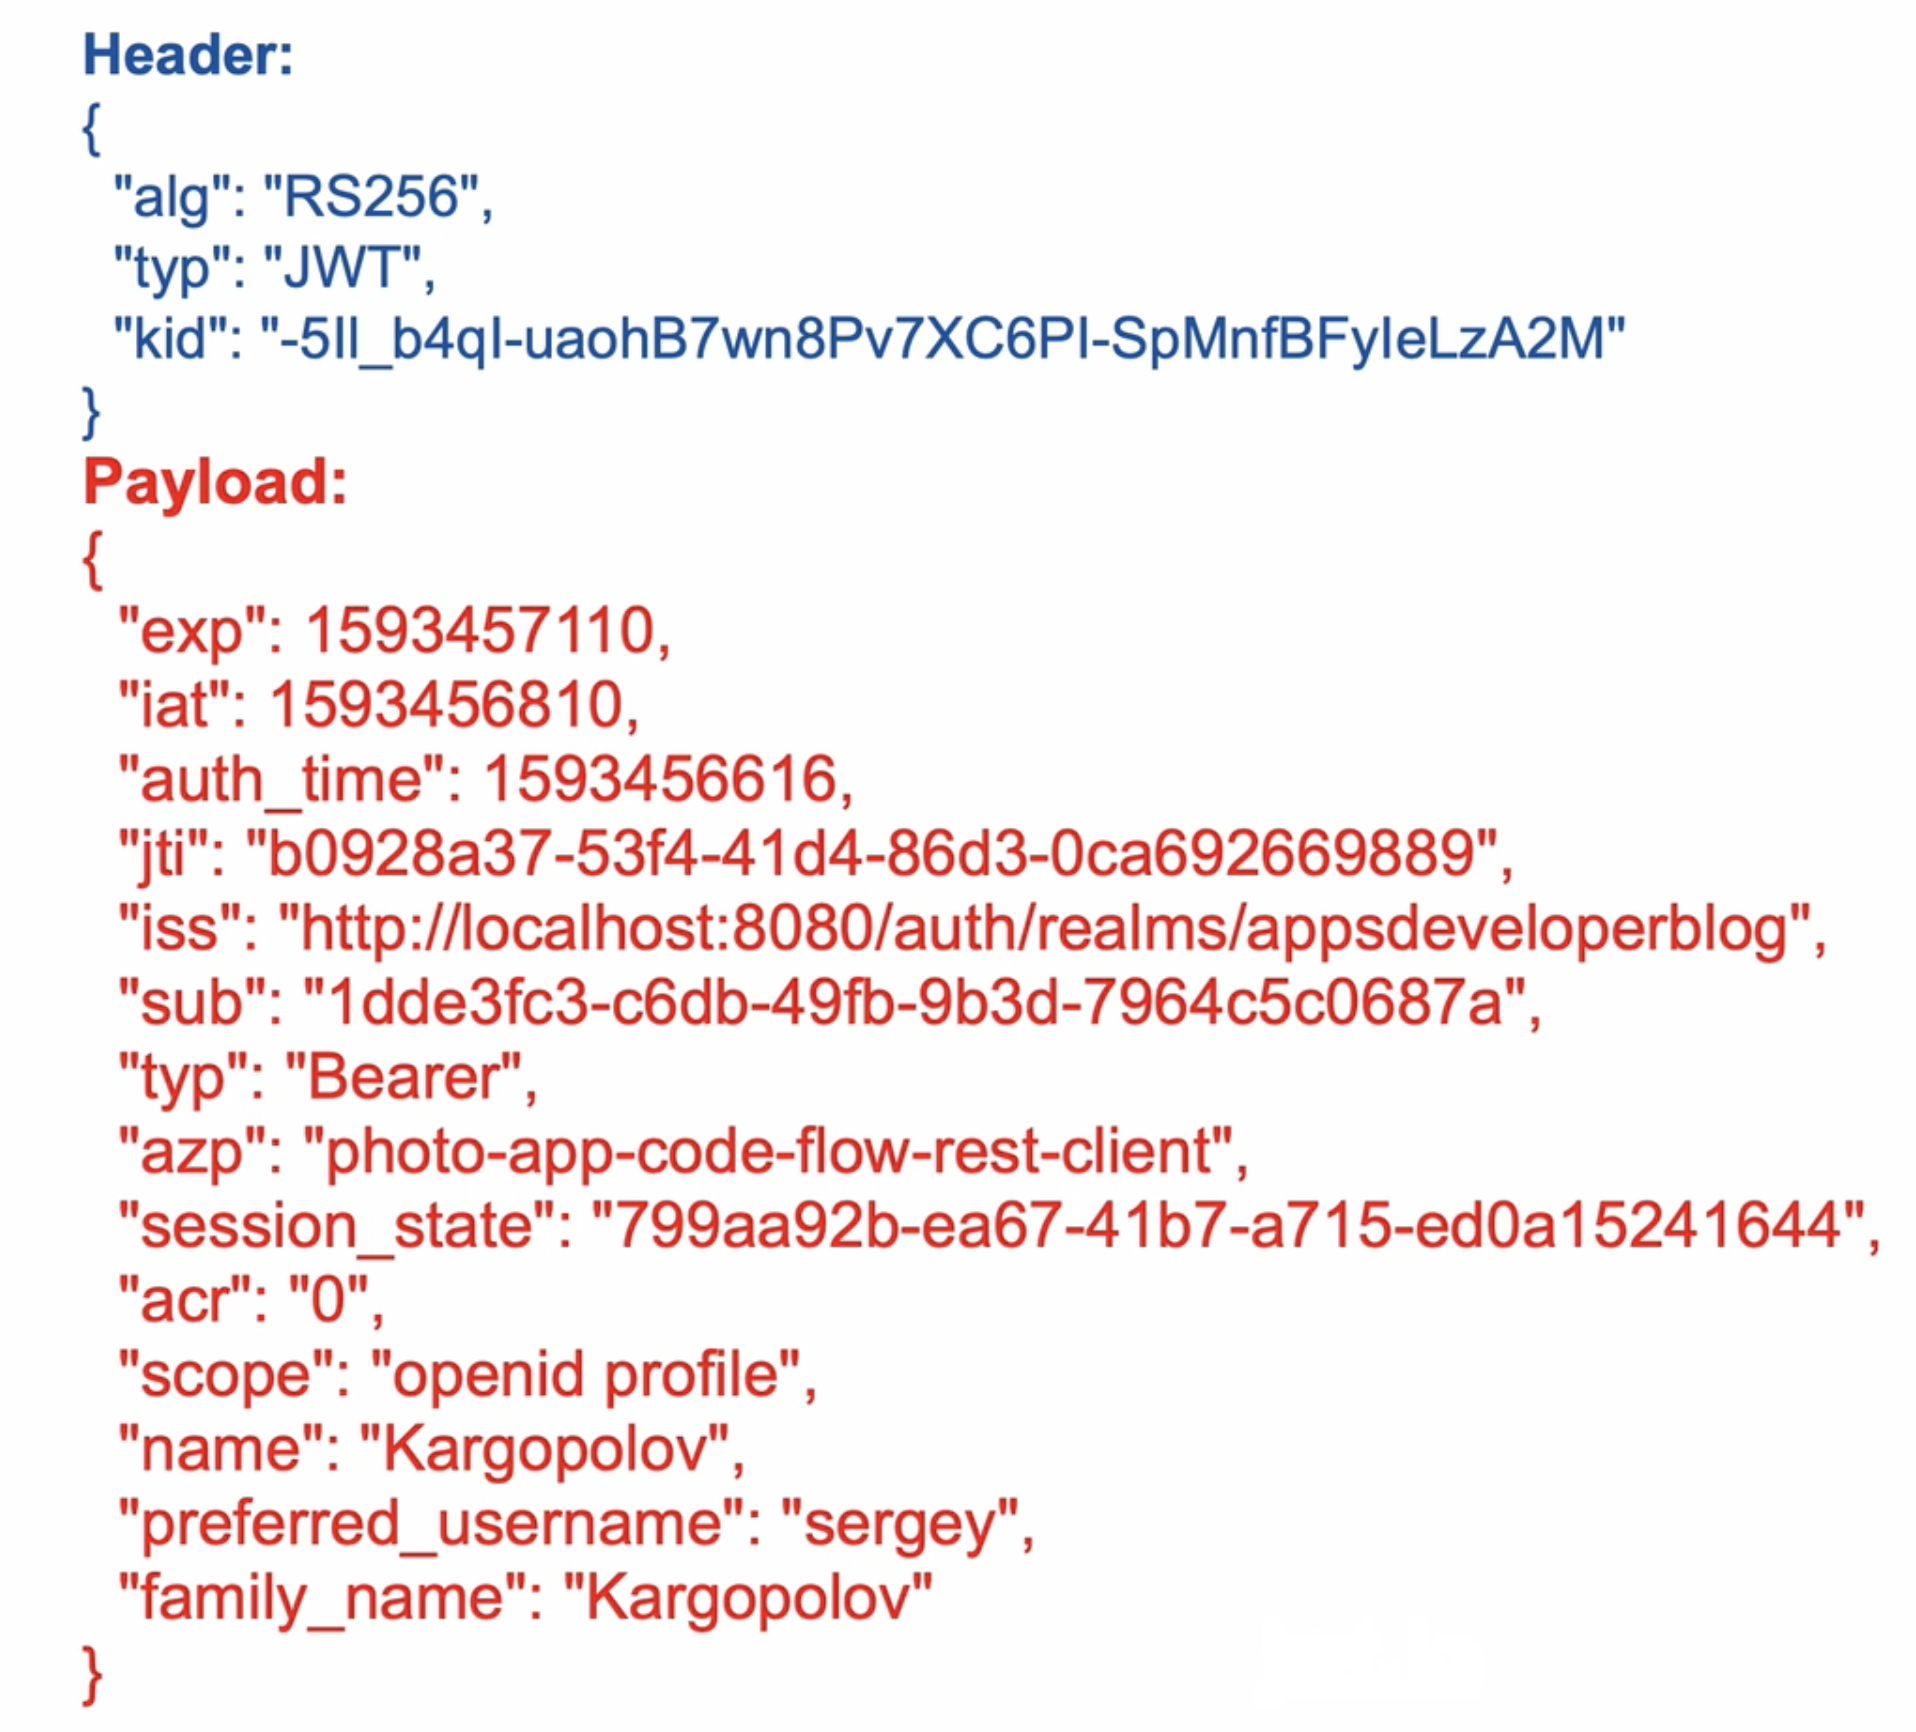 Header:
{
"alg": "RS256",
"typ": "JWT",
"kid": "-5Il_b4qI-uaohB7wn8Pv7XC6PI-SpMnfBFyIeLzA2M"
}
Payload:
{
"exp": 1593457110,
"iat": 1593456810,
"auth_time": 1593456616,
"jti": "b0928a37-53f4-41d4-86d3-0ca692669889",
"iss": "http://localhost:8080/auth/realms/appsdeveloperblog",
"sub": "1dde3fc3-c6db-49fb-9b3d-7964c5c0687a",
"typ": "Bearer",
"azp": "photo-app-code-flow-rest-client",
"session_state": "799aa92b-ea67-41b7-a715-ed0a15241644",
"acr": "0",
"scope": "openid profile",
"name": "Kargopolov",
"preferred_username": "sergey",
"family_name": "Kargopolov"
}